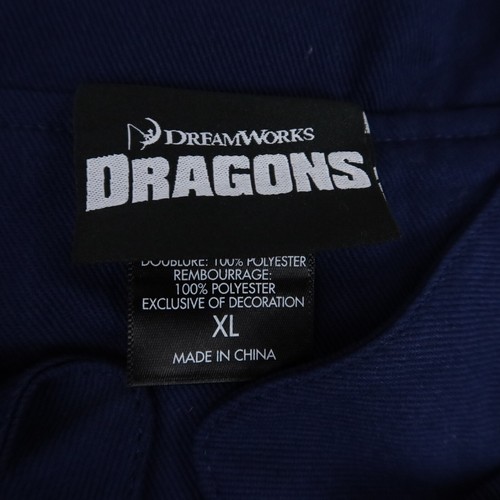 DREAMWORKS
DRAGONS
DOUBLURE: 100% POLYESTER
REMBOURRAGE:
100% POLYESTER
EXCLUSIVE OF DECORATION
XL
MADE IN CHINA